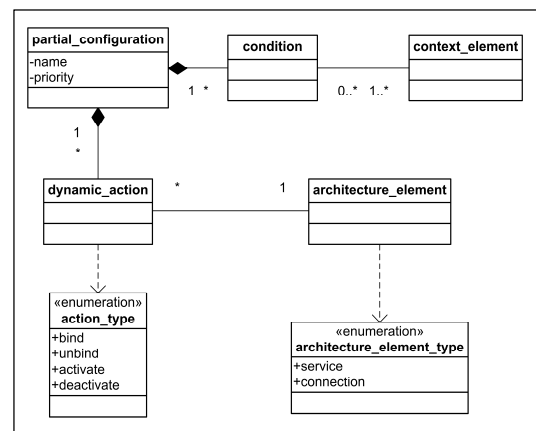 partial_configuration
-name
-priority
condition
context_element
1 *
0..* 1..*
1
*
dynamic_action
*
1
architecture_element
«enumeration»
action_type
+bind
+unbind
+activate
+deactivate
«enumeration»
architecture_element_type
+service
+connection